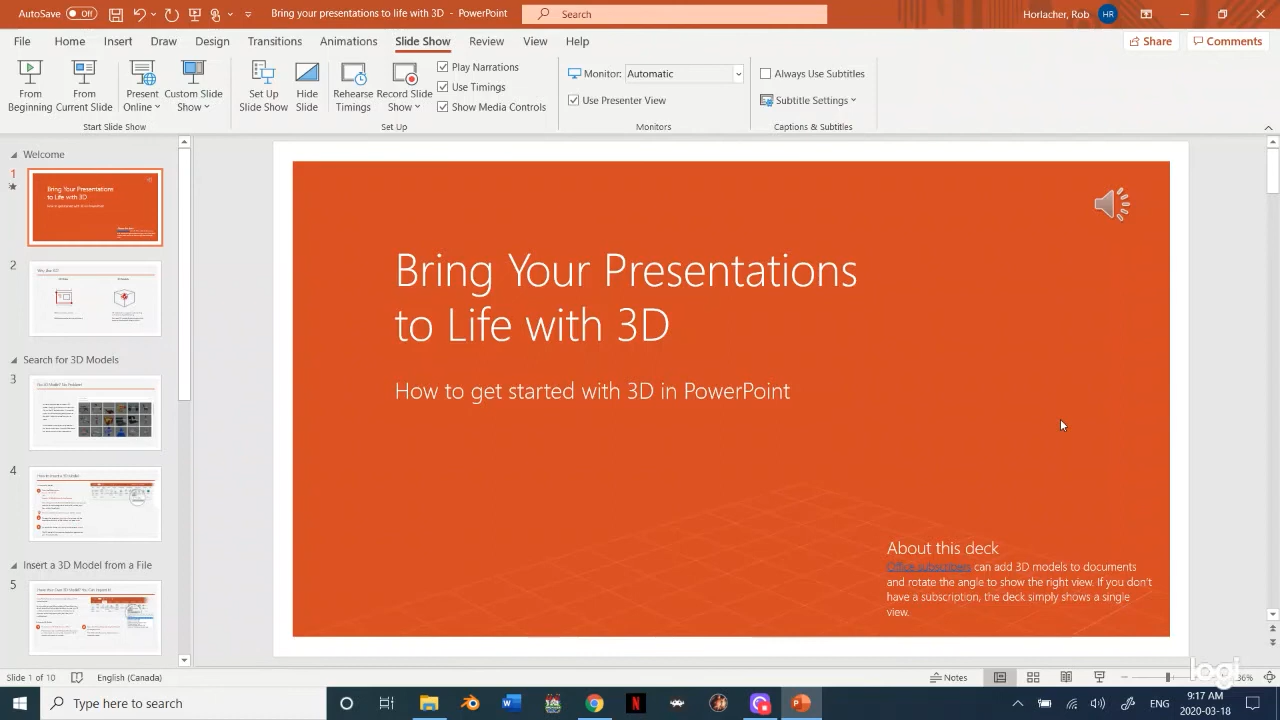 AutoSave Off
Bring your presentations to life with 3D - PowerPoint
Search
Horlacher, Rob HR
File Home Insert Draw Design Transitions Animations Slide Show Review View Help
Share Comments
From Beginning
From Current Slide
Present Online
Custom Slide Show
Start Slide Show
Set Up Slide Show
Hide Slide
Rehearse Timings
Record Slide Show
Play Narrations
Use Timings
Show Media Controls
Set Up
Monitor: Automatic
Use Presenter View
Monitors
Always Use Subtitles
Subtitle Settings
Captions & Subtitles
Welcome
1
Bring Your Presentations
to Life with 3D
2
Search for 3D Models
3
4
Insert a 3D Model from a File
5
Bring Your Presentations
to Life with 3D
How to get started with 3D in PowerPoint
About this deck
Office subscribers can add 3D models to documents
and rotate the angle to show the right view. If you don't
have a subscription, the deck simply shows a single
view.
Slide 1 of 10
English (Canada)
Notes
36%
logi
Type here to search
ENG
9:17 AM
2020-03-18